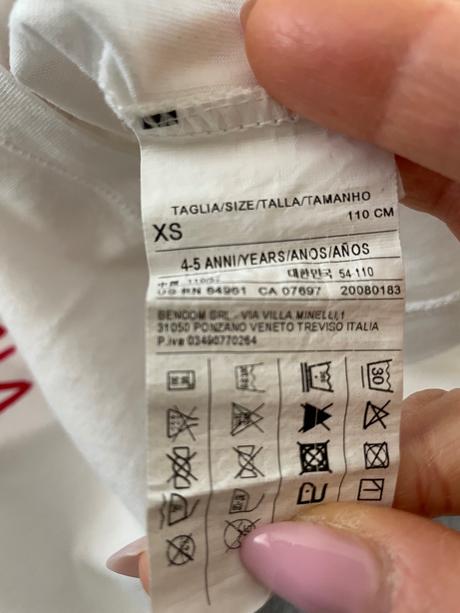 TAGLIA/SIZE/TALLA/TAMANHO
XS 110 CM
4-5 ANNI/YEARS/ANOS/AÑOS
대한민국 54-110
US RN 64961 CA 07697 20080183
BENCOM SRL - VIA VILLA MINELLI,1
31050 PONZANO VENETO TREVISO ITALIA
P.iva 03490770264
30